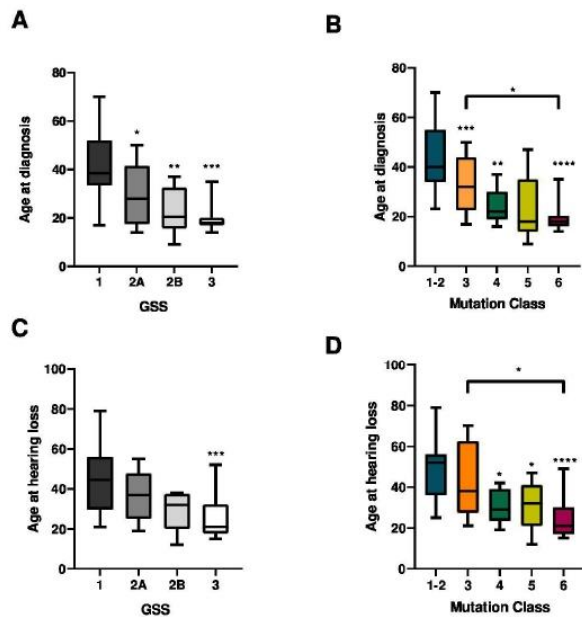 A
Age at diagnosis
80
60
40
20
0
*
**
***
1 2A 2B 3
GSS
B
Age at diagnosis
80
60
40
20
0
*
***
**
****
1-2 3 4 5 6
Mutation Class
C
Age at hearing loss
100
80
60
40
20
0
***
1 2A 2B 3
GSS
D
Age at hearing loss
100
80
60
40
20
0
*
*
*
****
1-2 3 4 5 6
Mutation Class